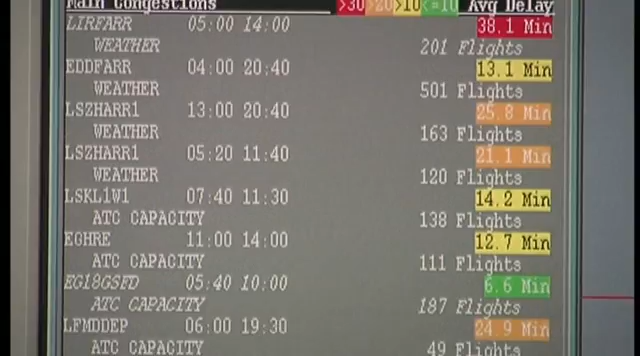 Main Congestions >30 >20 >10 <=10 Avg Delay
LIRFARR 05:00 14:00 38.1 Min
WEATHER 201 Flights
EDDFARR 04:00 20:40 13.1 Min
WEATHER 501 Flights
LSZHARR1 13:00 20:40 25.8 Min
WEATHER 163 Flights
LSZHARR1 05:20 11:40 21.1 Min
WEATHER 120 Flights
LSKL1W1 07:40 11:30 14.2 Min
ATC CAPACITY 138 Flights
EGHRE 11:00 14:00 12.7 Min
ATC CAPACITY 111 Flights
EG18GSFD 05:40 10:00 6.6 Min
ATC CAPACITY 187 Flights
LFMDDEP 06:00 19:30 24.9 Min
ATC CAPACITY 49 Flights